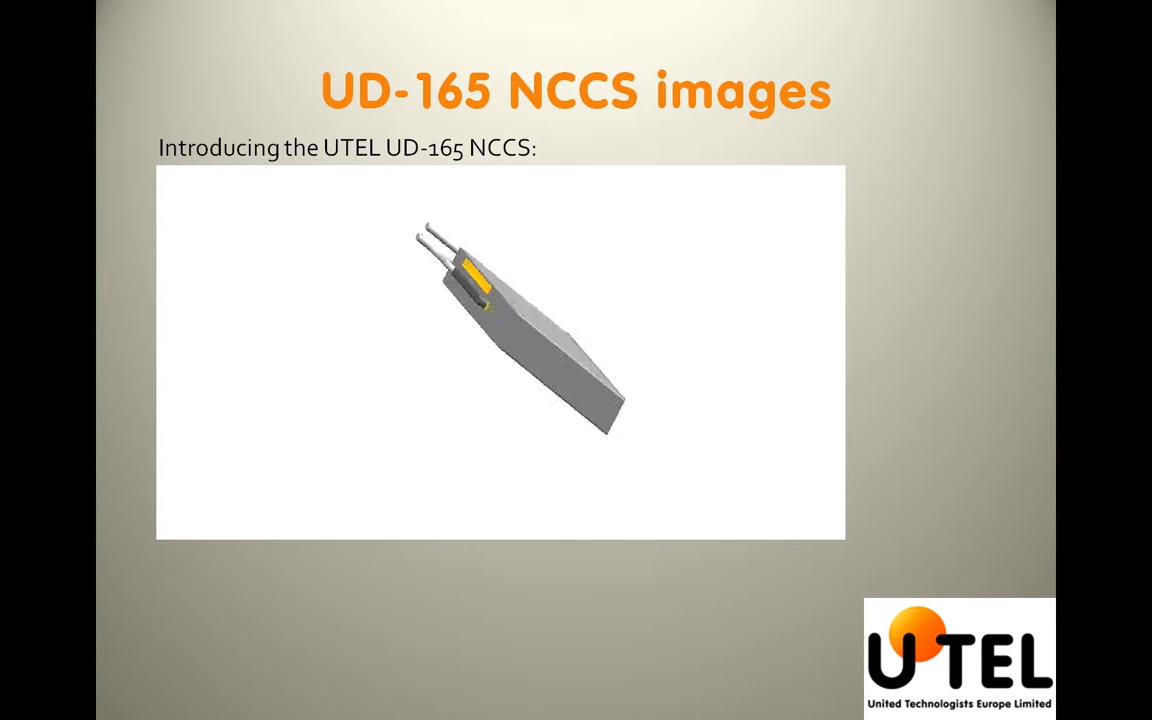 UD-165 NCCS images
Introducing the UTEL UD-165 NCCS:
UTEL
United Technologists Europe Limited